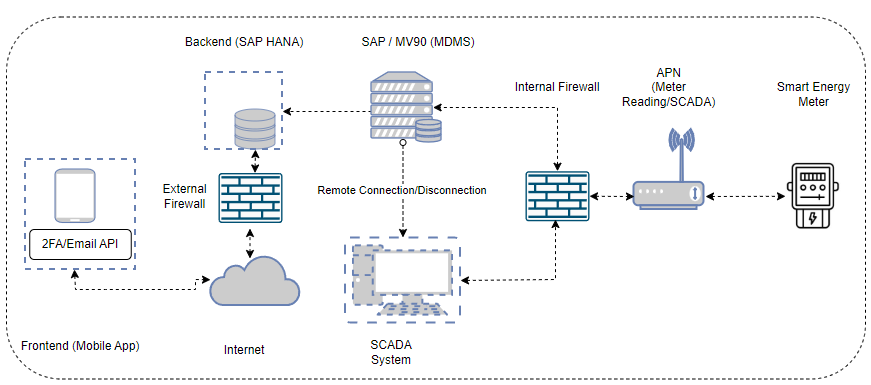 Backend (SAP HANA)
SAP / MV90 (MDMS)
Internal Firewall
APN
(Meter
Reading/SCADA)
Smart Energy
Meter
External
Firewall
Remote Connection/Disconnection
2FA/Email API
Frontend (Mobile App)
Internet
SCADA
System